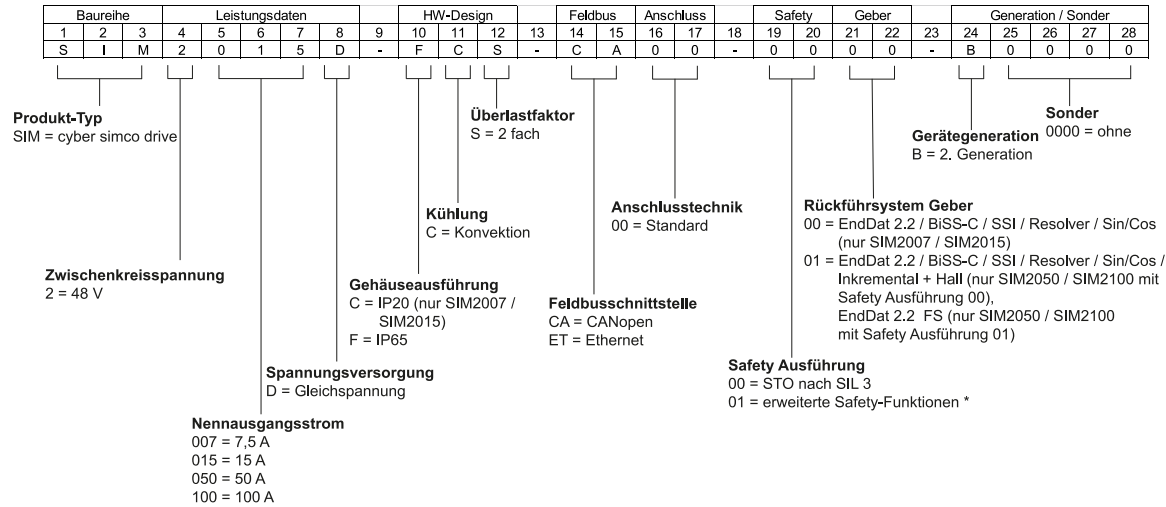 Baureihe Leistungsdaten HW-Design Feldbus Anschluss Safety Geber Generation / Sonder
1 2 3 4 5 6 7 8 9 10 11 12 13 14 15 16 17 18 19 20 21 22 23 24 25 26 27 28
S I M 2 0 1 5 D - F C S - C A 0 0 - 0 0 0 0 - B 0 0 0 0
Produkt-Typ
SIM = cyber simco drive
Überlastfaktor
S = 2 fach
Sonder
0000 = ohne
Gerätegeneration
B = 2. Generation
Kühlung
C = Konvektion
Anschlusstechnik
00 = Standard
Rückführsystem Geber
00 = EndDat 2.2 / BiSS-C / SSI / Resolver / Sin/Cos
(nur SIM2007 / SIM2015)
01 = EndDat 2.2 / BiSS-C / SSI / Resolver / Sin/Cos /
Inkremental + Hall (nur SIM2050 / SIM2100 mit
Safety Ausführung 00),
EndDat 2.2 FS (nur SIM2050 / SIM2100
mit Safety Ausführung 01)
Zwischenkreisspannung
2 = 48 V
Gehäuseausführung
C = IP20 (nur SIM2007 /
SIM2015)
F = IP65
Feldbusschnittstelle
CA = CANopen
ET = Ethernet
Spannungsversorgung
D = Gleichspannung
Safety Ausführung
00 = STO nach SIL 3
01 = erweiterte Safety-Funktionen *
Nennausgangsstrom
007 = 7,5 A
015 = 15 A
050 = 50 A
100 = 100 A